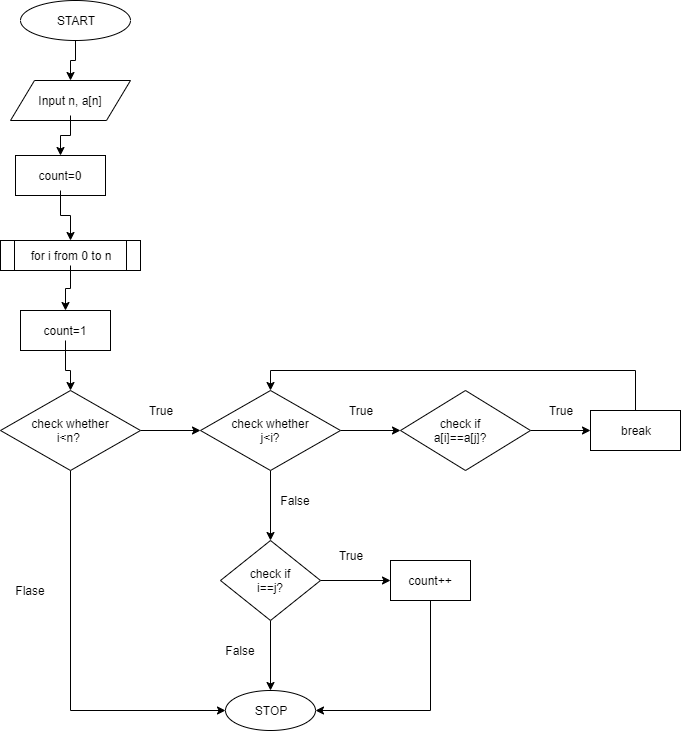 START
Input n, a[n]
count=0
for i from 0 to n
count=1
check whether
i<n?
True
check whether
j<i?
True
check if
a[i]==a[j]?
True
break
False
check if
i==j?
True
count++
Flase
False
STOP